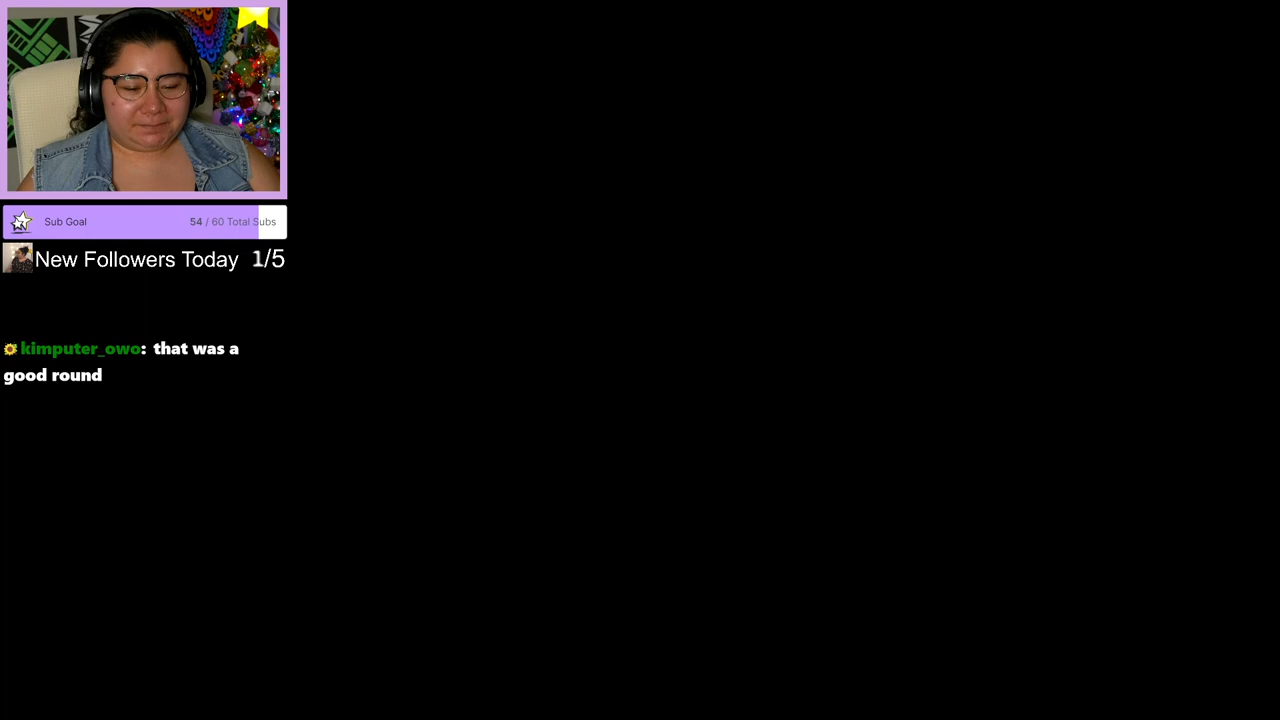 Sub Goal 54 / 60 Total Subs
New Followers Today 1/5
kimputer_owo: that was a
good round